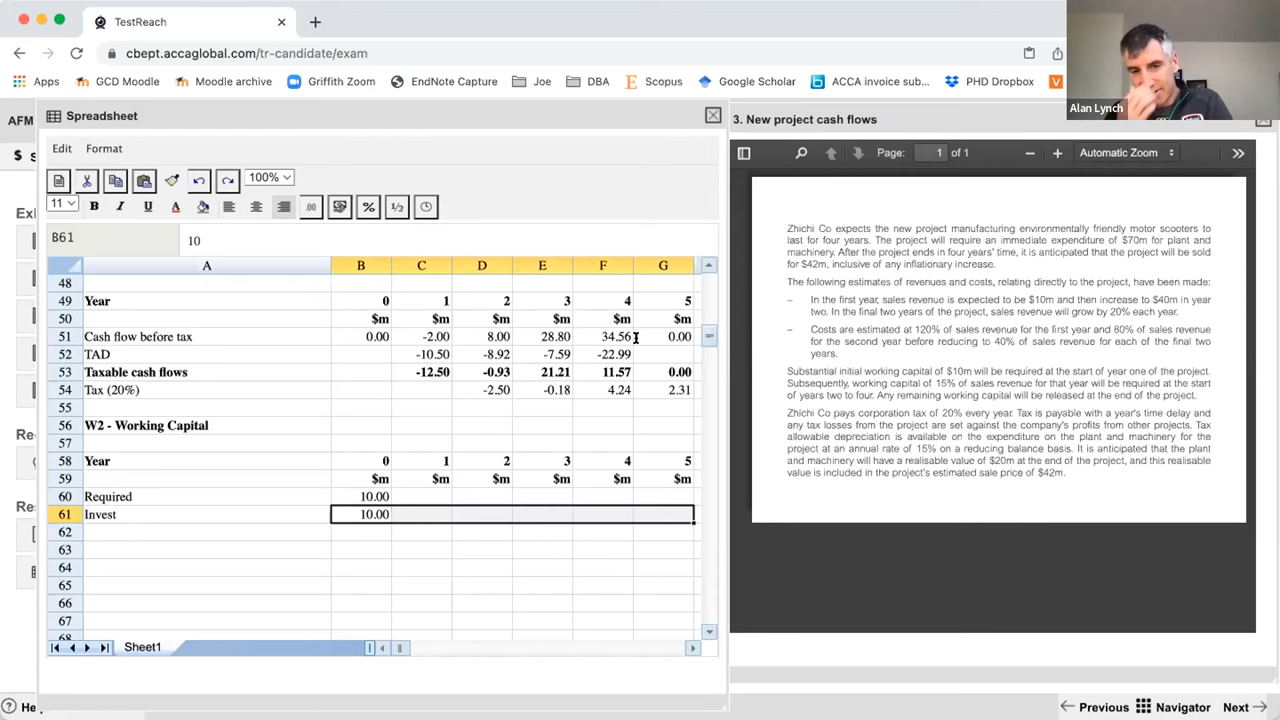 TestReach
cbept.accaglobal.com/tr-candidate/exam
Apps GCD Moodle Moodle archive Griffith Zoom EndNote Capture Joe DBA Scopus Google Scholar ACCA invoice sub... PHD Dropbox
Alan Lynch
AFM
Spreadsheet
3. New project cash flows
Edit Format
Page: 1 of 1 Automatic Zoom
100%
11
B61 10
A B C D E F G
48
49 Year 0 1 2 3 4 5
50 $m $m $m $m $m $m
51 Cash flow before tax 0.00 -2.00 8.00 28.80 34.56 0.00
52 TAD -10.50 -8.92 -7.59 -22.99
53 Taxable cash flows -12.50 -0.93 21.21 11.57 0.00
54 Tax (20%) -2.50 -0.18 4.24 2.31
55
56 W2 - Working Capital
57
58 Year 0 1 2 3 4 5
59 $m $m $m $m $m $m
60 Required 10.00
61 Invest 10.00
62
63
64
65
66
67
68
Sheet1
Zhichi Co expects the new project manufacturing environmentally friendly motor scooters to
last for four years. The project will require an immediate expenditure of $70m for plant and
machinery. After the project ends in four years' time, it is anticipated that the project will be sold
for $42m, inclusive of any inflationary increase.
The following estimates of revenues and costs, relating directly to the project, have been made:
– In the first year, sales revenue is expected to be $10m and then increase to $40m in year
two. In the final two years of the project, sales revenue will grow by 20% each year.
– Costs are estimated at 120% of sales revenue for the first year and 80% of sales revenue
for the second year before reducing to 40% of sales revenue for each of the final two
years.
Substantial initial working capital of $10m will be required at the start of year one of the project.
Subsequently, working capital of 15% of sales revenue for that year will be required at the start
of years two to four. Any remaining working capital will be released at the end of the project.
Zhichi Co pays corporation tax of 20% every year. Tax is payable with a year's time delay and
any tax losses from the project are set against the company's profits from other projects. Tax
allowable depreciation is available on the expenditure on the plant and machinery for the
project at an annual rate of 15% on a reducing balance basis. It is anticipated that the plant
and machinery will have a realisable value of $20m at the end of the project, and this realisable
value is included in the project's estimated sale price of $42m.
Previous Navigator Next